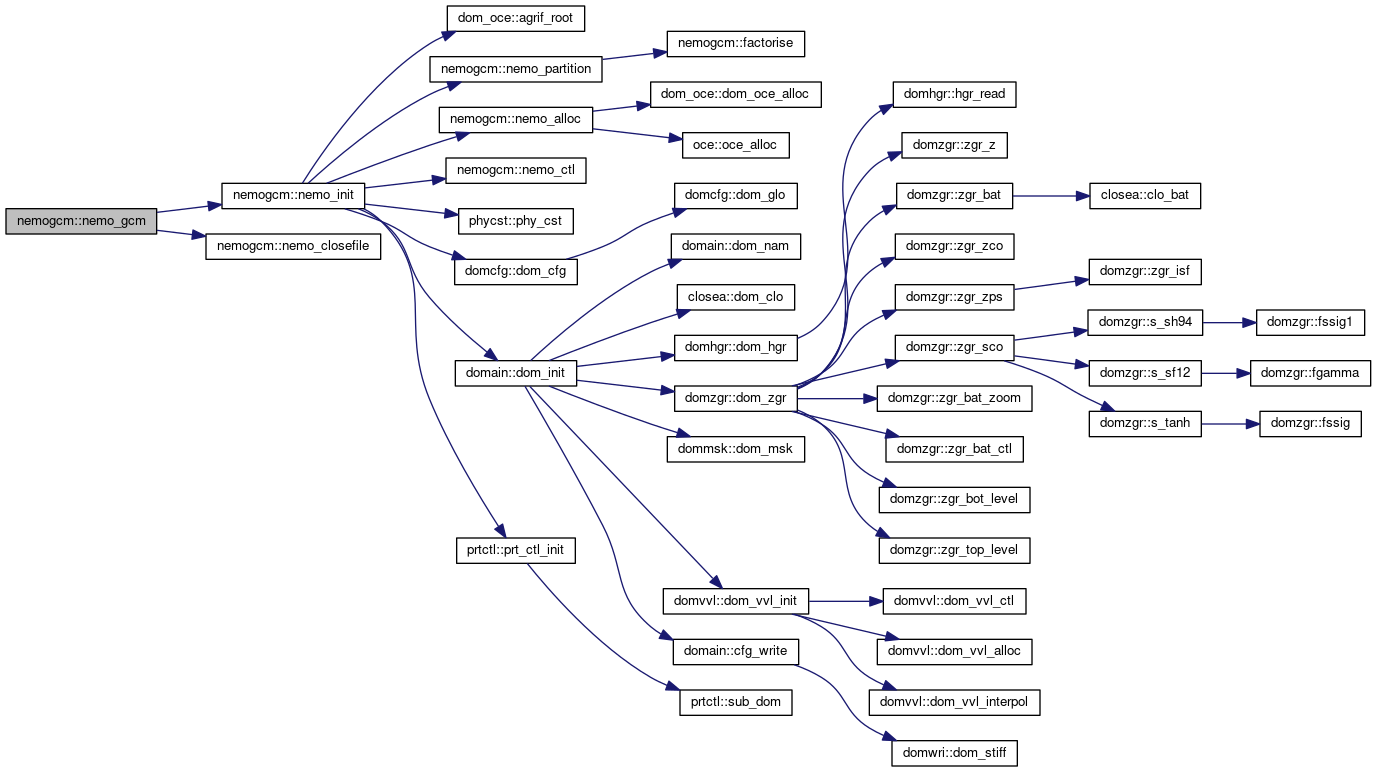 dom_oce::agrif_root
nemogcm::factorise
nemogcm::nemo_partition
dom_oce::dom_oce_alloc
domhgr::hgr_read
nemogcm::nemo_alloc
oce::oce_alloc
domzgr::zgr_z
nemogcm::nemo_ctl
nemogcm::nemo_init
domcfg::dom_glo
domzgr::zgr_bat
closea::clo_bat
nemogcm::nemo_gcm
phycst::phy_cst
nemogcm::nemo_closefile
domain::dom_nam
domzgr::zgr_zco
domcfg::dom_cfg
domzgr::zgr_isf
closea::dom_clo
domzgr::zgr_zps
domzgr::s_sh94
domzgr::fssig1
domhgr::dom_hgr
domzgr::zgr_sco
domain::dom_init
domzgr::s_sf12
domzgr::fgamma
domzgr::dom_zgr
domzgr::zgr_bat_zoom
domzgr::s_tanh
domzgr::fssig
dommsk::dom_msk
domzgr::zgr_bat_ctl
domzgr::zgr_bot_level
prtctl::prt_ctl_init
domzgr::zgr_top_level
domvvl::dom_vvl_init
domvvl::dom_vvl_ctl
domain::cfg_write
domvvl::dom_vvl_alloc
prtctl::sub_dom
domvvl::dom_vvl_interpol
domwri::dom_stiff